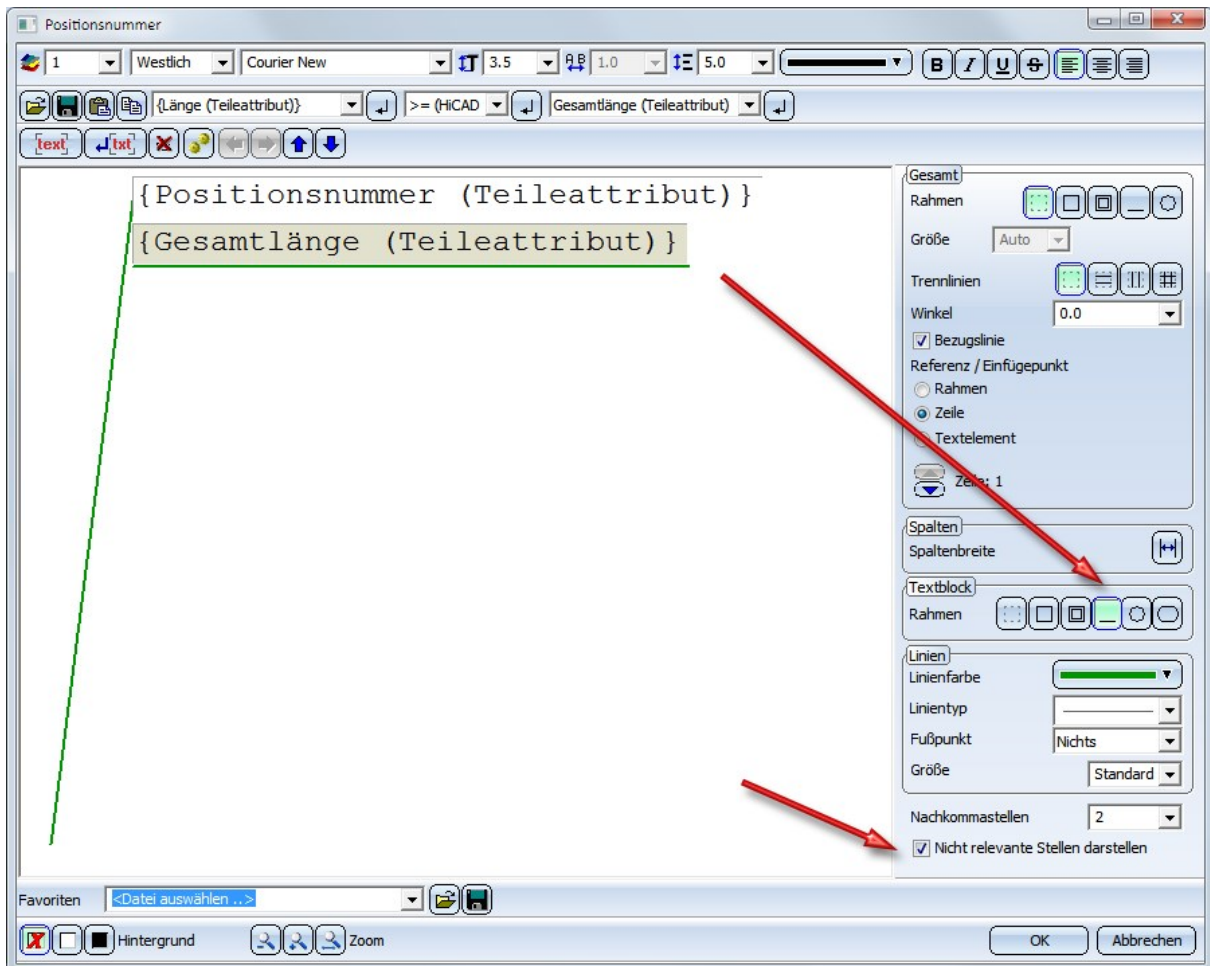 Positionsnummer
1 Westlich Courier New 3.5 1.0 5.0 B I U S
{Länge (Teileattribut)} >= (HiCAD Gesamtlänge (Teileattribut)
text txt
{Positionsnummer (Teileattribut)}
{Gesamtlänge (Teileattribut)}
Gesamt
Rahmen
Größe Auto
Trennlinien
Winkel 0.0
Bezugslinie
Referenz / Einfügepunkt
Rahmen
Zeile
Textelement
Zeile: 1
Spalten
Spaltenbreite
Textblock
Rahmen
Linien
Linienfarbe
Linientyp
Fußpunkt Nichts
Größe Standard
Nachkommastellen 2
Nicht relevante Stellen darstellen
Favoriten <Datei auswählen ..>
Hintergrund Zoom OK Abbrechen